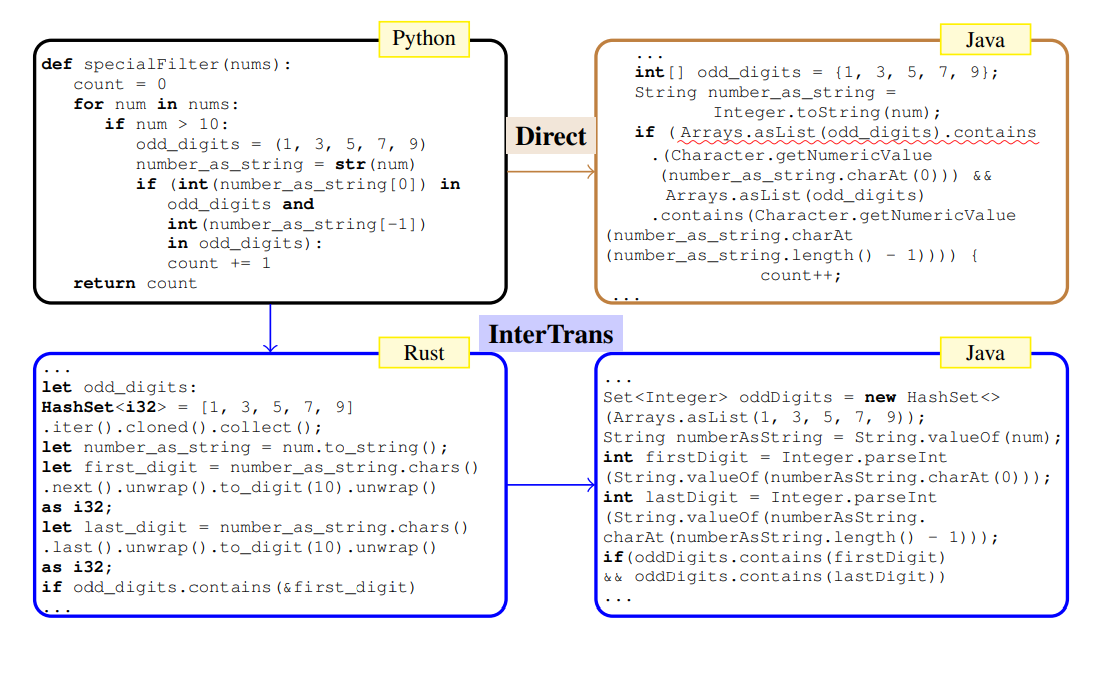 Python
def specialFilter(nums):
count = 0
for num in nums:
if num > 10:
odd_digits = (1, 3, 5, 7, 9)
number_as_string = str(num)
if (int(number_as_string[0]) in
odd_digits and
int(number_as_string[-1])
in odd_digits):
count += 1
return count
Direct
Java
...
int[] odd_digits = {1, 3, 5, 7, 9};
String number_as_string =
Integer.toString(num);
if (Arrays.asList(odd_digits).contains
.(Character.getNumericValue
(number_as_string.charAt(0))) &&
Arrays.asList(odd_digits)
.contains(Character.getNumericValue
(number_as_string.charAt
(number_as_string.length() - 1)))) {
count++;
...
InterTrans
Rust
...
let odd_digits:
HashSet<i32> = [1, 3, 5, 7, 9]
.iter().cloned().collect();
let number_as_string = num.to_string();
let first_digit = number_as_string.chars()
.next().unwrap().to_digit(10).unwrap()
as i32;
let last_digit = number_as_string.chars()
.last().unwrap().to_digit(10).unwrap()
as i32;
if odd_digits.contains(&first_digit)
...
Java
...
Set<Integer> oddDigits = new HashSet<>
(Arrays.asList(1, 3, 5, 7, 9));
String numberAsString = String.valueOf(num);
int firstDigit = Integer.parseInt
(String.valueOf(numberAsString.charAt(0)));
int lastDigit = Integer.parseInt
(String.valueOf(numberAsString.
charAt(numberAsString.length() - 1)));
if(oddDigits.contains(firstDigit)
&& oddDigits.contains(lastDigit))
...